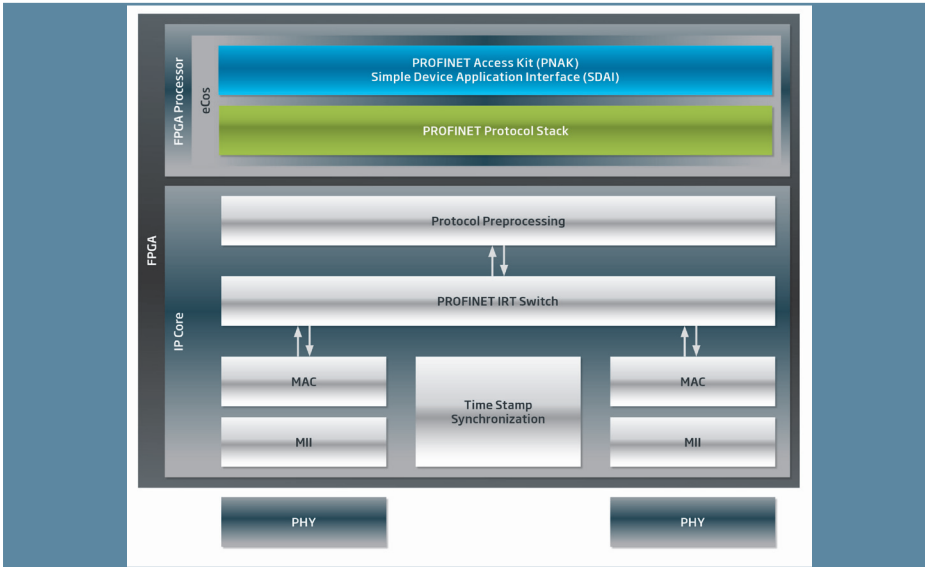 FPGA
FPGA Processor
eCos
PROFINET Access Kit (PNAK)
Simple Device Application Interface (SDAI)
PROFINET Protocol Stack
IP Core
Protocol Preprocessing
PROFINET IRT Switch
MAC
Time Stamp
Synchronization
MAC
MII
MII
PHY
PHY